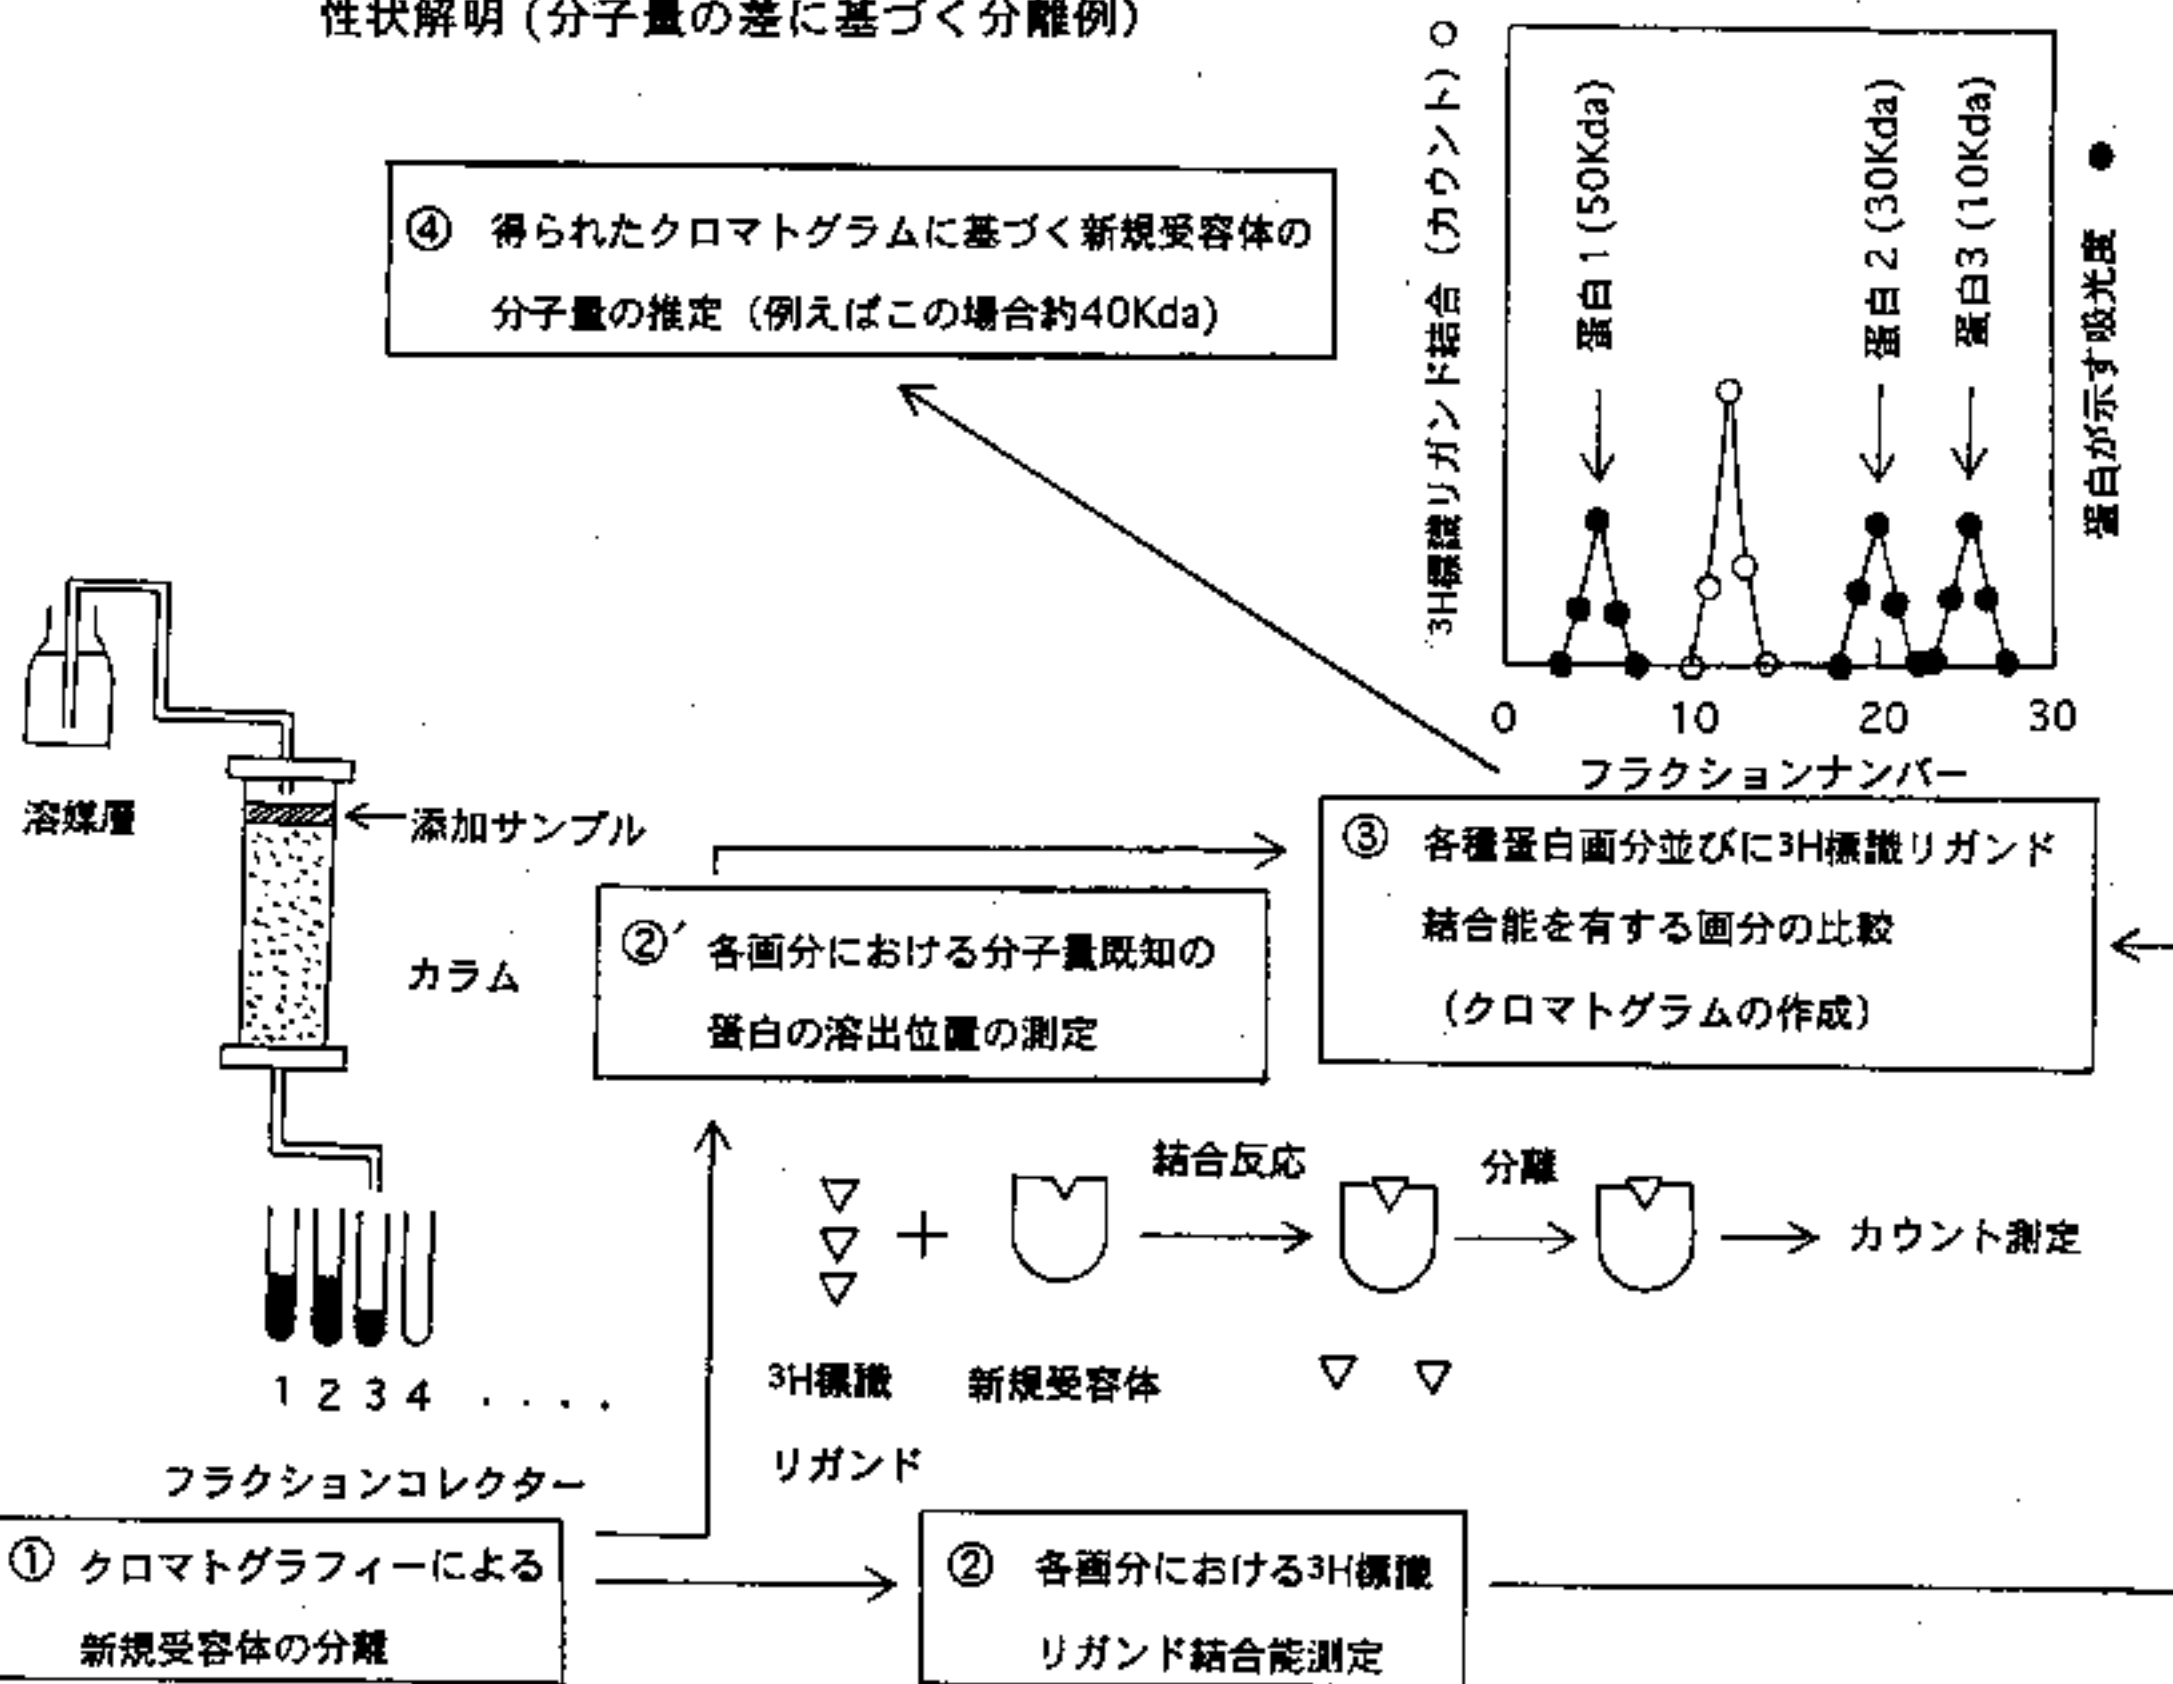 性状解明 (分子量の差に基づく分離例)
④ 得られたクロマトグラムに基づく新規受容体の
分子量の推定 (例えばこの場合約40Kda)
³H標識リガンド結合 (カウント) ○
蛋白1 (50Kda)
蛋白2 (30Kda)
蛋白3 (10Kda)
蛋白が示す吸光度 ●
0 10 20 30
フラクションナンバー
溶媒層
添加サンプル
カラム
②′ 各画分における分子量既知の
蛋白の溶出位置の測定
③ 各種蛋白画分並びに³H標識リガンド
結合能を有する画分の比較
(クロマトグラムの作成)
結合反応
分離
カウント測定
³H標識
リガンド
新規受容体
1 2 3 4 . . . .
フラクションコレクター
① クロマトグラフィーによる
新規受容体の分離
② 各画分における³H標識
リガンド結合能測定